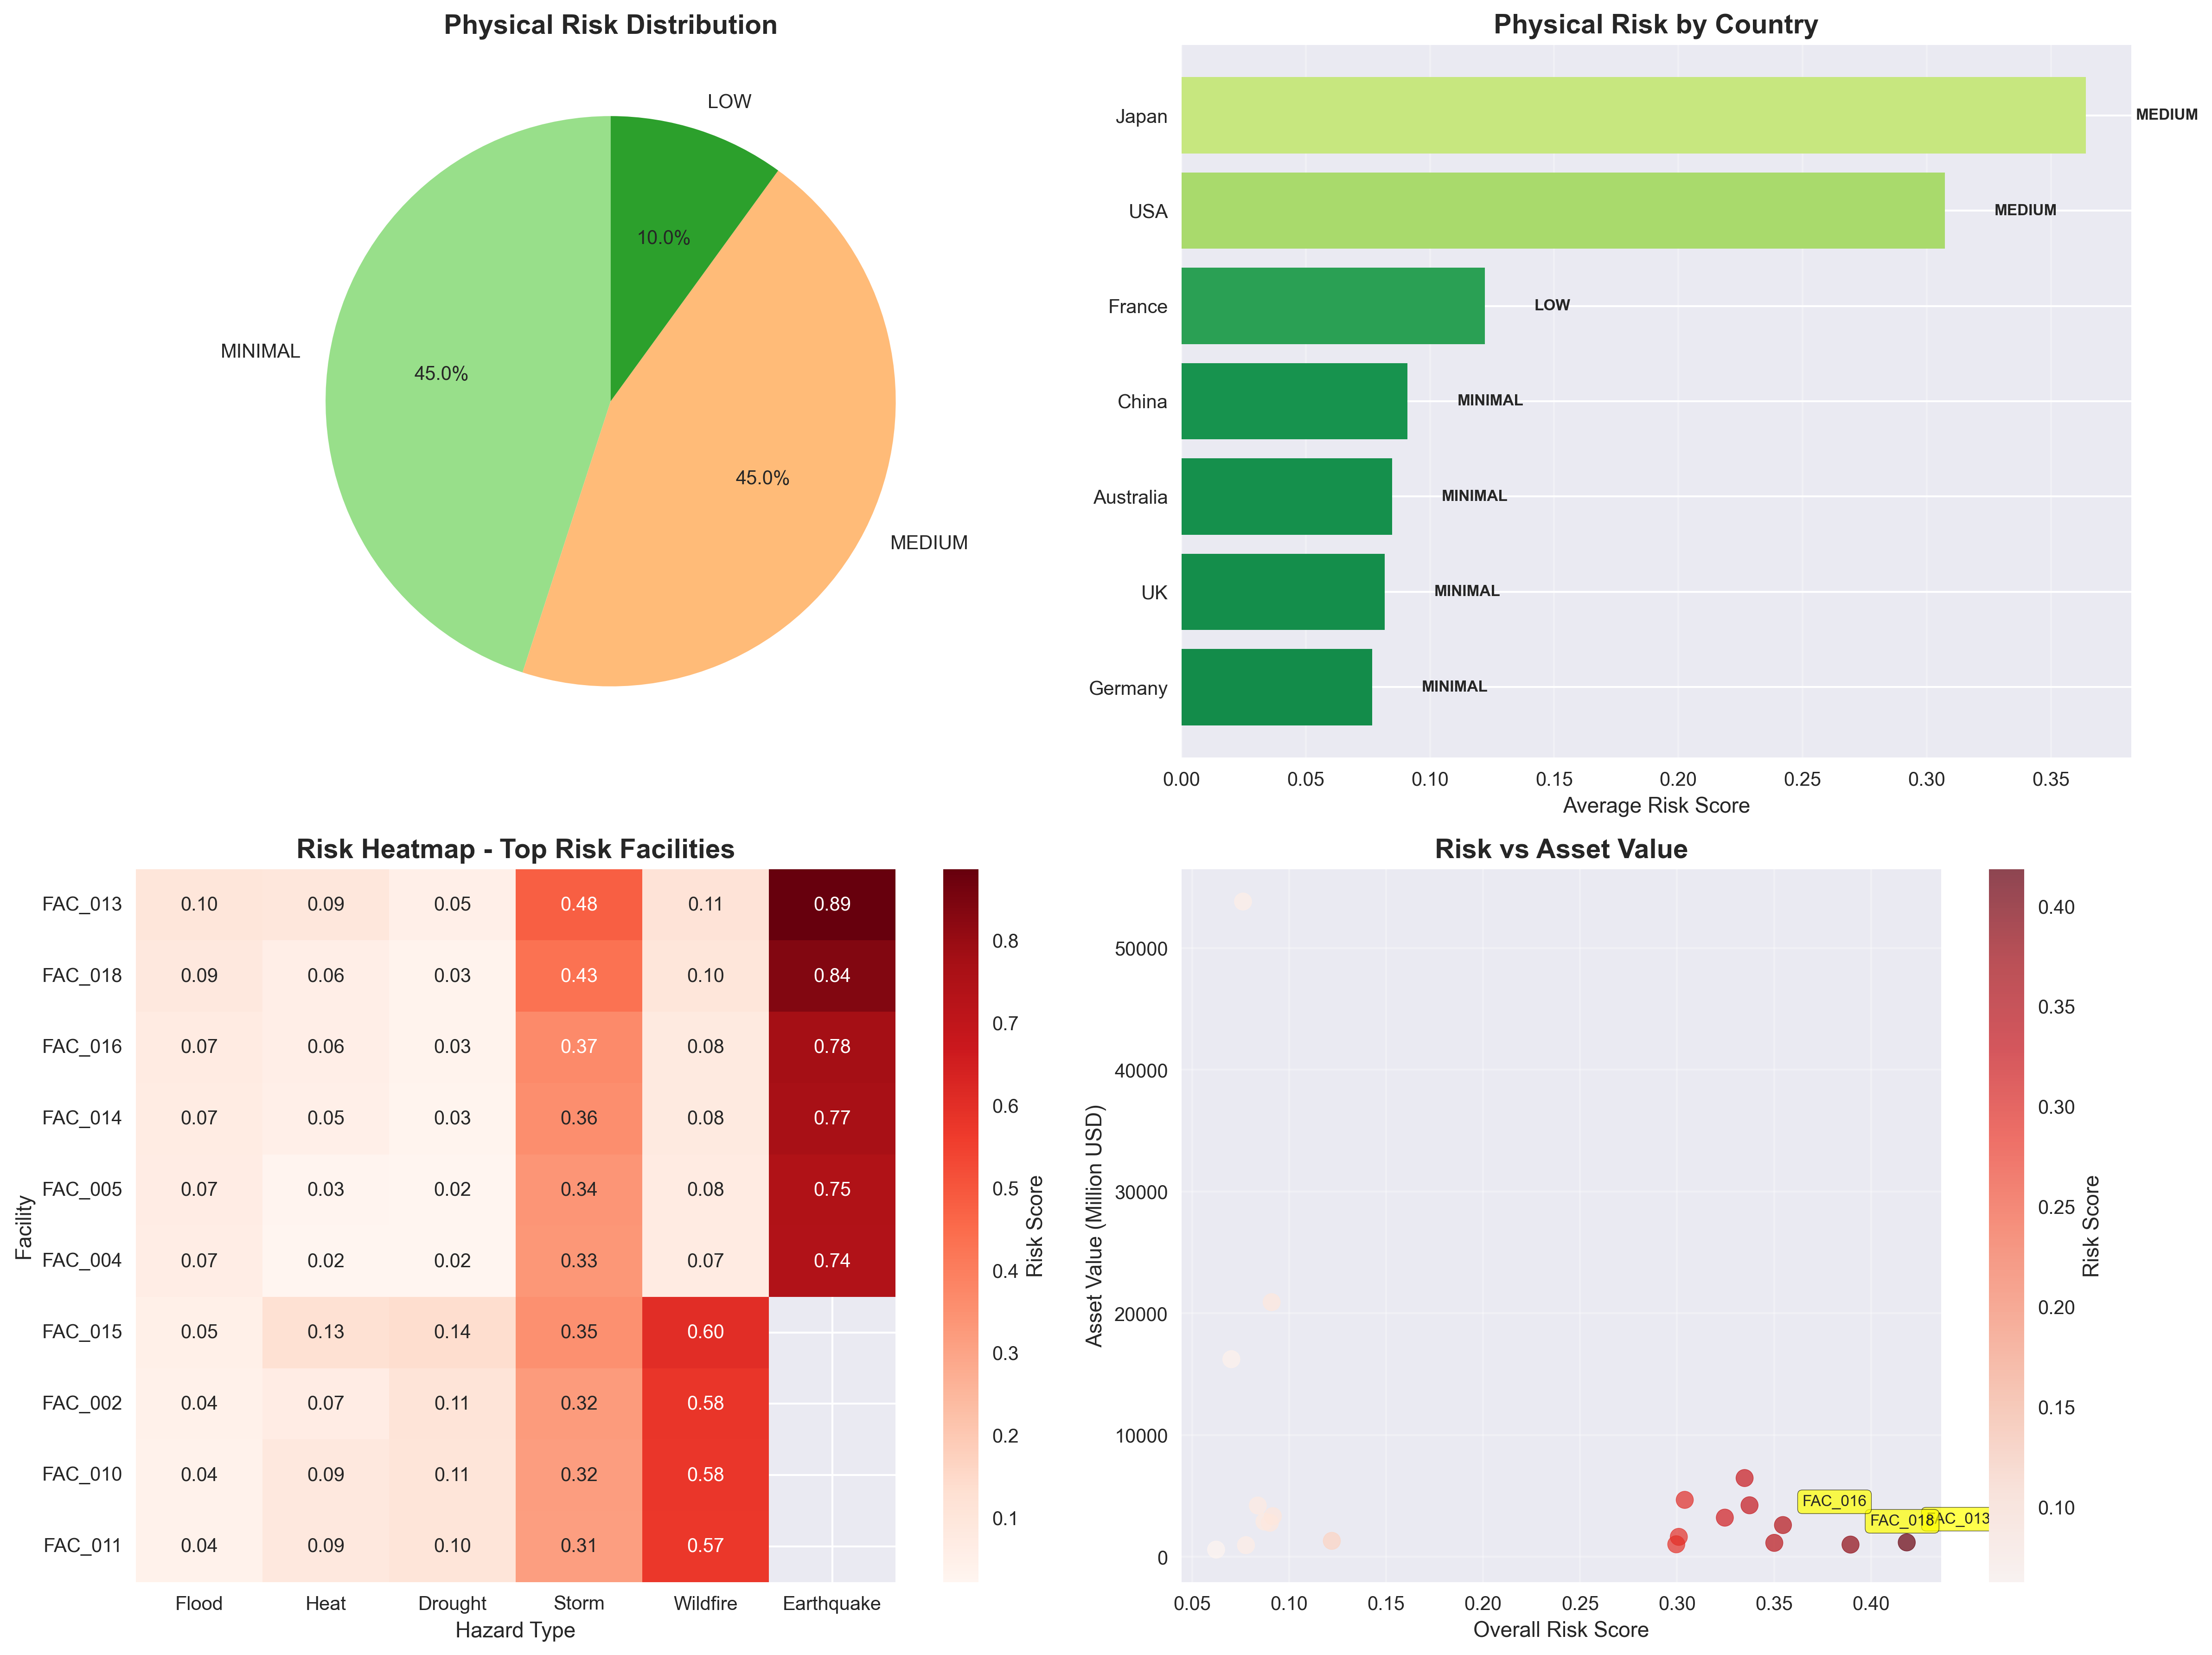 Physical Risk Distribution
LOW
10.0%
MINIMAL
45.0%
45.0%
MEDIUM
Physical Risk by Country
Japan
MEDIUM
USA
MEDIUM
France
LOW
China
MINIMAL
Australia
MINIMAL
UK
MINIMAL
Germany
MINIMAL
0.00 0.05 0.10 0.15 0.20 0.25 0.30 0.35
Average Risk Score
Risk Heatmap - Top Risk Facilities
Facility
FAC_013 0.10 0.09 0.05 0.48 0.11 0.89
FAC_018 0.09 0.06 0.03 0.43 0.10 0.84
FAC_016 0.07 0.06 0.03 0.37 0.08 0.78
FAC_014 0.07 0.05 0.03 0.36 0.08 0.77
FAC_005 0.07 0.03 0.02 0.34 0.08 0.75
FAC_004 0.07 0.02 0.02 0.33 0.07 0.74
FAC_015 0.05 0.13 0.14 0.35 0.60
FAC_002 0.04 0.07 0.11 0.32 0.58
FAC_010 0.04 0.09 0.11 0.32 0.58
FAC_011 0.04 0.09 0.10 0.31 0.57
Flood Heat Drought Storm Wildfire Earthquake
Hazard Type
0.8
0.7
0.6
0.5
0.4
0.3
0.2
0.1
Risk Score
Risk vs Asset Value
Asset Value (Million USD)
50000
40000
30000
20000
10000
0
FAC_016
FAC_018
FAC_013
0.05 0.10 0.15 0.20 0.25 0.30 0.35 0.40
Overall Risk Score
0.40
0.35
0.30
0.25
0.20
0.15
0.10
Risk Score